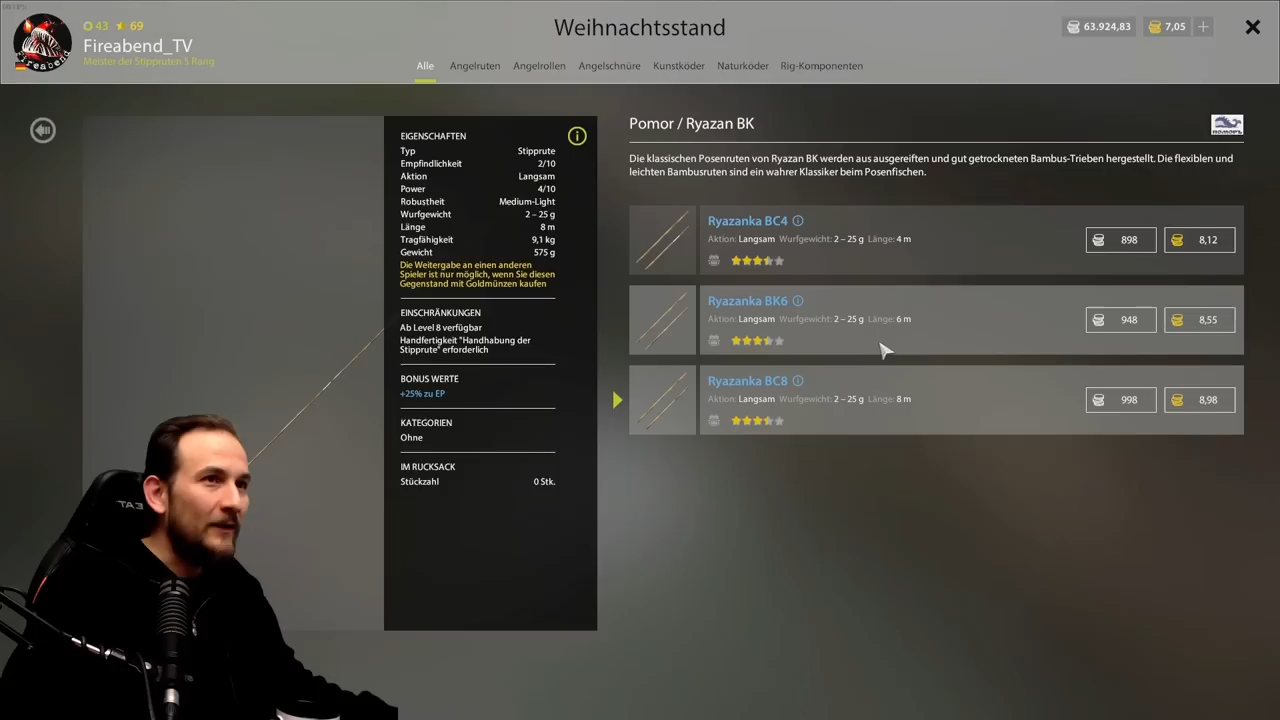 43 69
Fireabend_TV
Meister der Stippruten 5 Rang
Weihnachtsstand
63.924,83
7,05
Alle
Angelruten
Angelrollen
Angelschnüre
Kunstköder
Naturköder
Rig-Komponenten
EIGENSCHAFTEN
Typ Stipprute
Empfindlichkeit 2/10
Aktion Langsam
Power 4/10
Robustheit Medium-Light
Wurfgewicht 2 – 25 g
Länge 8 m
Tragfähigkeit 9,1 kg
Gewicht 575 g
Die Weitergabe an einen anderen
Spieler ist nur möglich, wenn Sie diesen
Gegenstand mit Goldmünzen kaufen
EINSCHRÄNKUNGEN
Ab Level 8 verfügbar
Handfertigkeit "Handhabung der
Stipprute" erforderlich
BONUS WERTE
+25% zu EP
KATEGORIEN
Ohne
IM RUCKSACK
Stückzahl 0 Stk.
Pomor / Ryazan BK
Die klassischen Posenruten von Ryazan BK werden aus ausgereiften und gut getrockneten Bambus-Trieben hergestellt. Die flexiblen und
leichten Bambusruten sind ein wahrer Klassiker beim Posenfischen.
Ryazanka BC4
Aktion: Langsam Wurfgewicht: 2 – 25 g Länge: 4 m
898
8,12
Ryazanka BK6
Aktion: Langsam Wurfgewicht: 2 – 25 g Länge: 6 m
948
8,55
Ryazanka BC8
Aktion: Langsam Wurfgewicht: 2 – 25 g Länge: 8 m
998
8,98